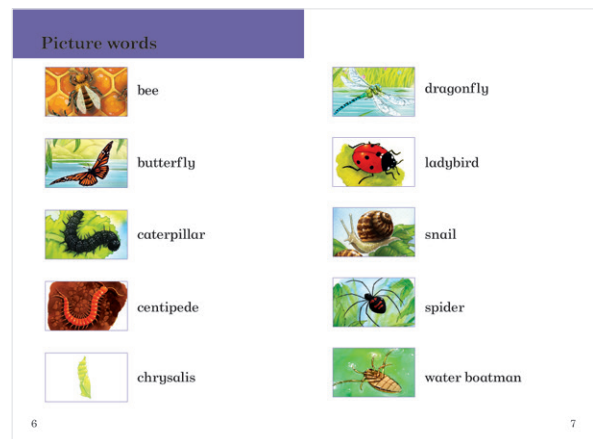 Picture words
bee
butterfly
caterpillar
centipede
chrysalis
6
dragonfly
ladybird
snail
spider
water boatman
7